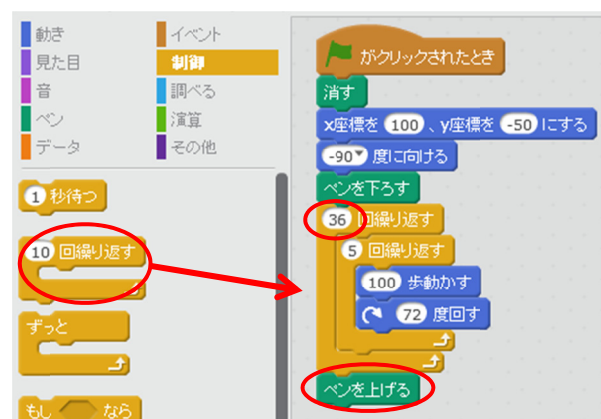 動き
イベント
見た目
制御
音
調べる
ペン
演算
データ
その他
1 秒待つ
10 回繰り返す
ずっと
もし なら
がクリックされたとき
消す
x座標を 100 、y座標を -50 にする
-90 度に向ける
ペンを下ろす
36 回繰り返す
5 回繰り返す
100 歩動かす
72 度回す
ペンを上げる